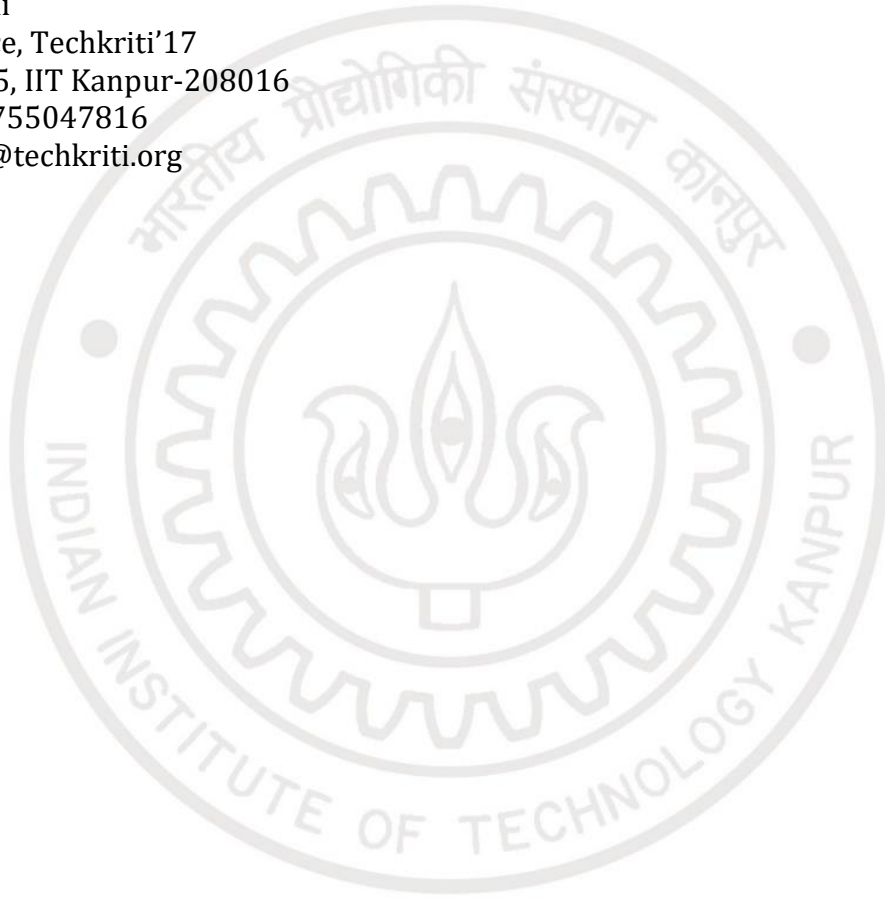 e, Techkriti’17
5, IIT Kanpur-208016
755047816
@techkriti.org
भारतीय प्रौद्योगिकी संस्थान कानपुर
INDIAN INSTITUTE OF TECHNOLOGY KANPUR